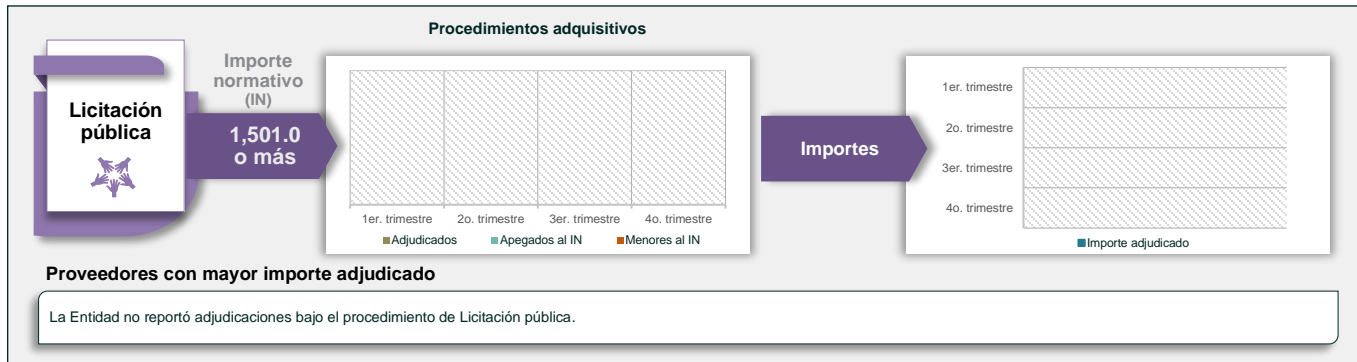 Procedimientos adquisitivos
Licitación
pública
Importe
normativo
(IN)
1,501.0
o más
1er. trimestre 2o. trimestre 3er. trimestre 4o. trimestre
Adjudicados Apegados al IN Menores al IN
Importes
1er. trimestre
2o. trimestre
3er. trimestre
4o. trimestre
Importe adjudicado
Proveedores con mayor importe adjudicado
La Entidad no reportó adjudicaciones bajo el procedimiento de Licitación pública.